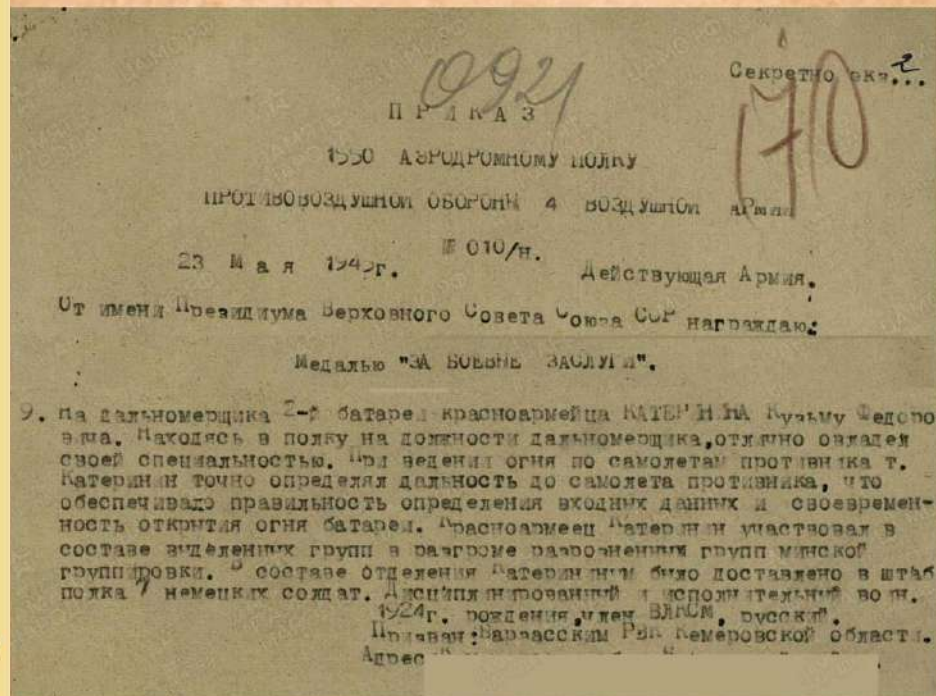 Секретно экз. 2
0921
170
ПРИКАЗ
1550 АЭРОДРОМНОМУ ПОЛКУ
ПРОТИВОВОЗДУШНОЙ ОБОРОНЫ 4 ВОЗДУШНОЙ АРМИИ
№ 010/н.
23 Мая 1945г. Действующая Армия.
От имени Президиума Верховного Совета Союза ССР награждаю:
Медалью "ЗА БОЕВЫЕ ЗАСЛУГИ".
9. На дальномерщика 2-й батареи красноармейца КАТЕРИНИНА Кузьму Федоро
вича. Находясь в полку на должности дальномерщика,отлично овладел
своей специальностью. При ведении огня по самолетам противника т.
Катеринин точно определял дальность до самолета противника, что
обеспечивало правильность определения входных данных и своевремен-
ность открытия огня батареи. Красноармеец Катеринин участвовал в
составе выделенных групп в разгроме разрозненных групп минской
группировки. В составе отделения Катерининым было доставлено в штаб
полка 7 немецких солдат. Дисциплинированный и исполнительный воин.
1924г. рождения,член ВЛКСМ, русский.
Призван:Барзасским РВК Кемеровской области.
Адрес